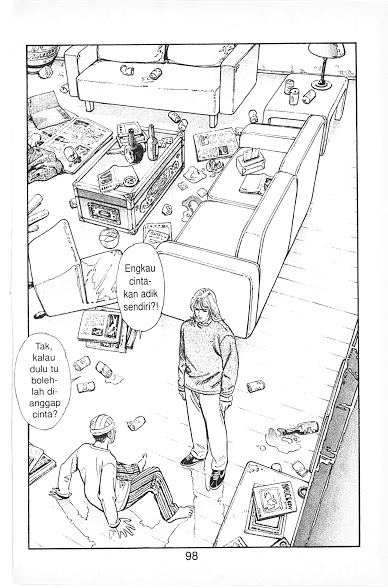 Engkau
cinta-
kan adik
sendiri?!
Tak,
kalau
dulu tu
boleh-
lah di-
anggap
cinta?
98